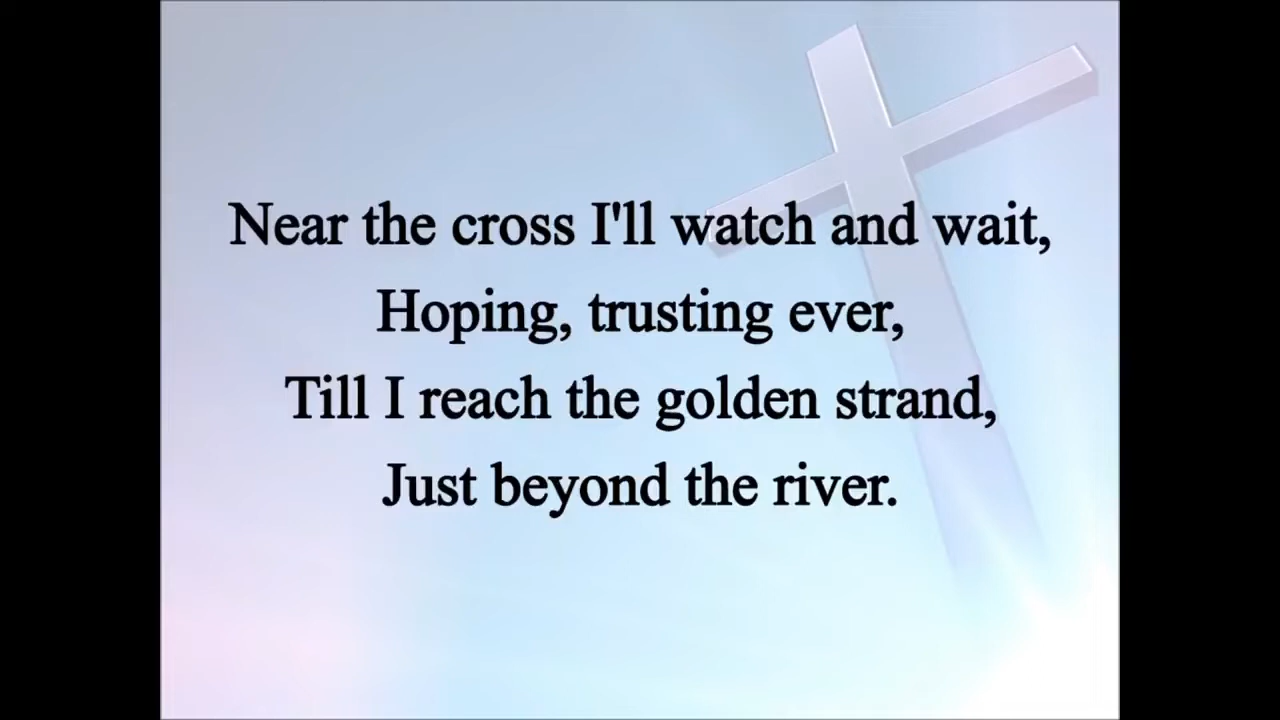 Near the cross I'll watch and wait,
Hoping, trusting ever,
Till I reach the golden strand,
Just beyond the river.